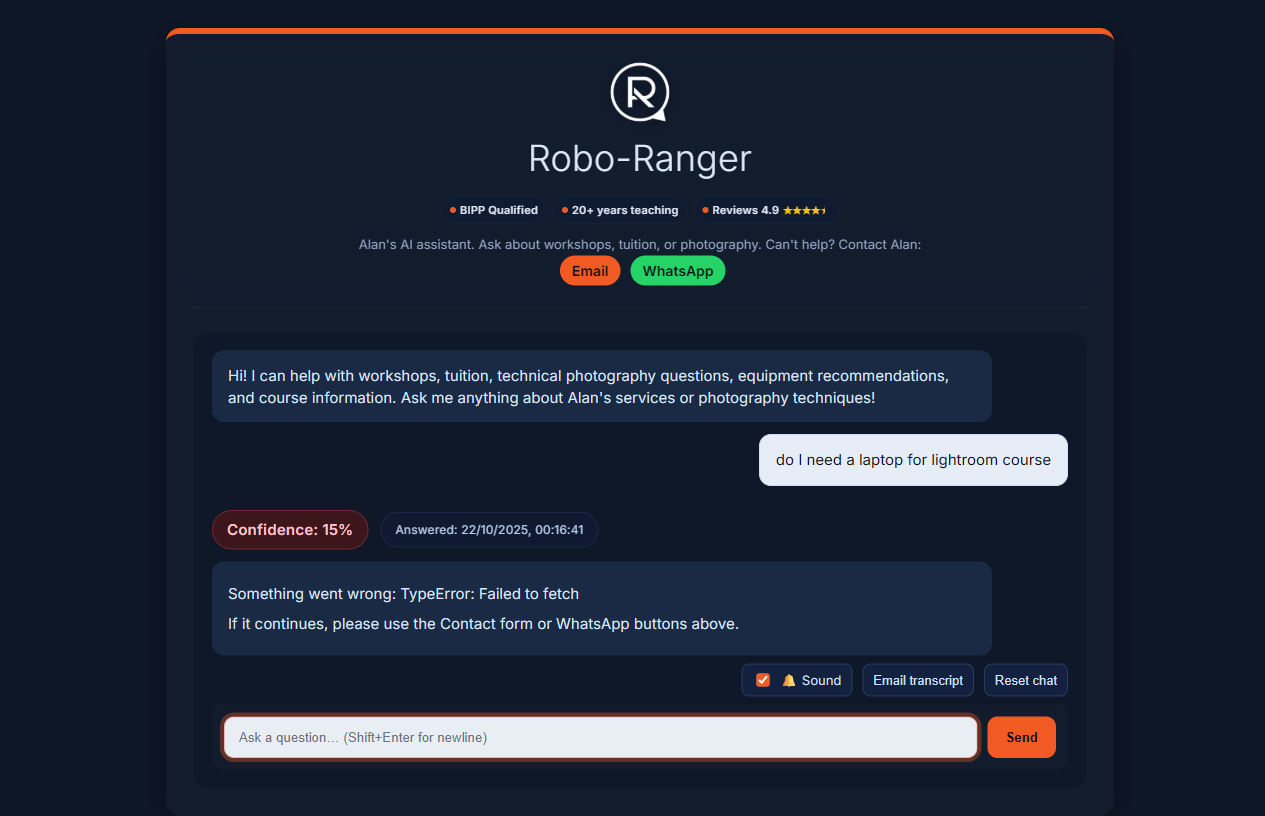 R
Robo-Ranger
BIPP Qualified
20+ years teaching
Reviews 4.9 ★★★★★
Alan's AI assistant. Ask about workshops, tuition, or photography. Can't help? Contact Alan:
Email
WhatsApp
Hi! I can help with workshops, tuition, technical photography questions, equipment recommendations,
and course information. Ask me anything about Alan's services or photography techniques!
do I need a laptop for lightroom course
Confidence: 15%
Answered: 22/10/2025, 00:16:41
Something went wrong: TypeError: Failed to fetch
If it continues, please use the Contact form or WhatsApp buttons above.
Sound
Email transcript
Reset chat
Ask a question... (Shift+Enter for newline)
Send